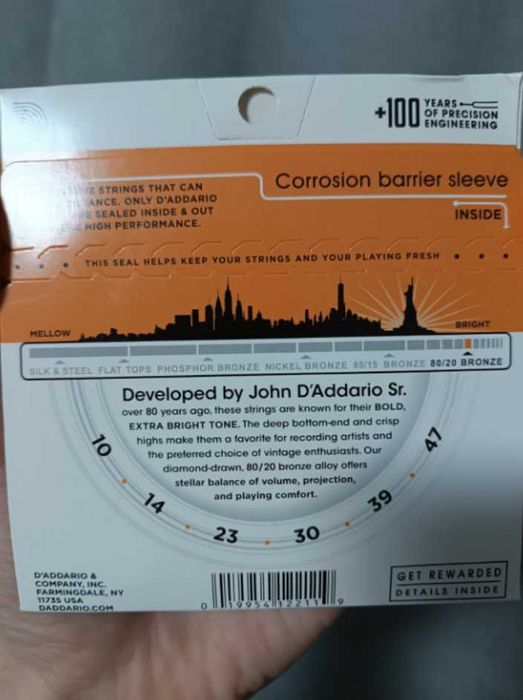 +100 YEARS
OF PRECISION
ENGINEERING
STRINGS THAT CAN
ONLY D'ADDARIO
SEALED INSIDE & OUT
HIGH PERFORMANCE.
Corrosion barrier sleeve
INSIDE
THIS SEAL HELPS KEEP YOUR STRINGS AND YOUR PLAYING FRESH
MELLOW
BRIGHT
SILK & STEEL FLAT TOPS PHOSPHOR BRONZE NICKEL BRONZE 85/15 BRONZE 80/20 BRONZE
Developed by John D'Addario Sr.
over 80 years ago, these strings are known for their BOLD,
EXTRA BRIGHT TONE. The deep bottom-end and crisp
highs make them a favorite for recording artists and
the preferred choice of vintage enthusiasts. Our
diamond-drawn, 80/20 bronze alloy offers
stellar balance of volume, projection,
and playing comfort.
10 14 23 30 39 47
D'ADDARIO &
COMPANY, INC.
FARMINGDALE, NY
11735 USA
DADDARIO.COM
0 19954 12211 9
GET REWARDED
DETAILS INSIDE